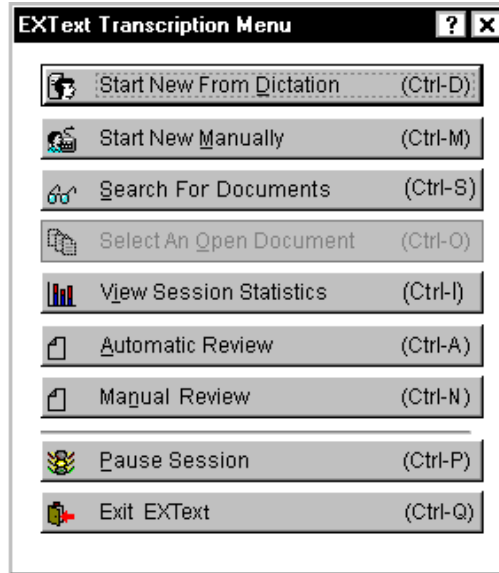 EXText Transcription Menu ? X
Start New From Dictation (Ctrl-D)
Start New Manually (Ctrl-M)
Search For Documents (Ctrl-S)
Select An Open Document (Ctrl-O)
View Session Statistics (Ctrl-I)
Automatic Review (Ctrl-A)
Manual Review (Ctrl-N)
Pause Session (Ctrl-P)
Exit EXText (Ctrl-Q)